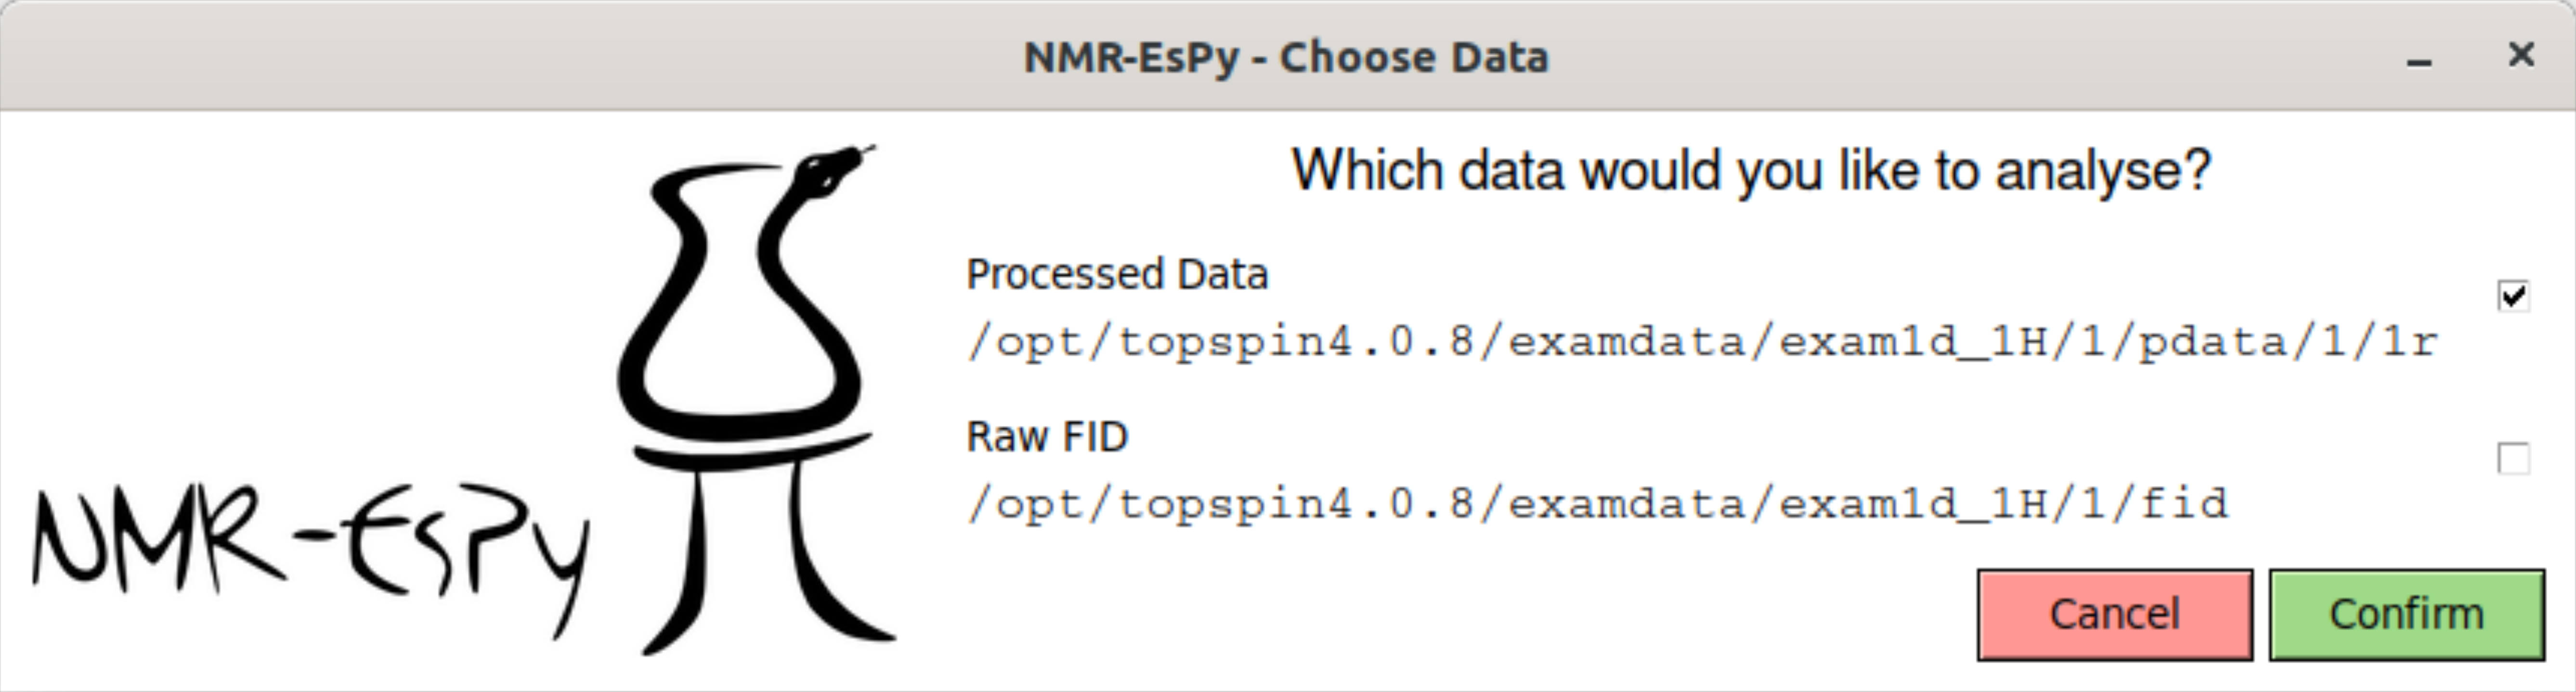 NMR-EsPy - Choose Data
Which data would you like to analyse?
Processed Data
/opt/topspin4.0.8/examdata/exam1d_1H/1/pdata/1/1r
Raw FID
/opt/topspin4.0.8/examdata/exam1d_1H/1/fid
NMR-EsPy
Cancel Confirm